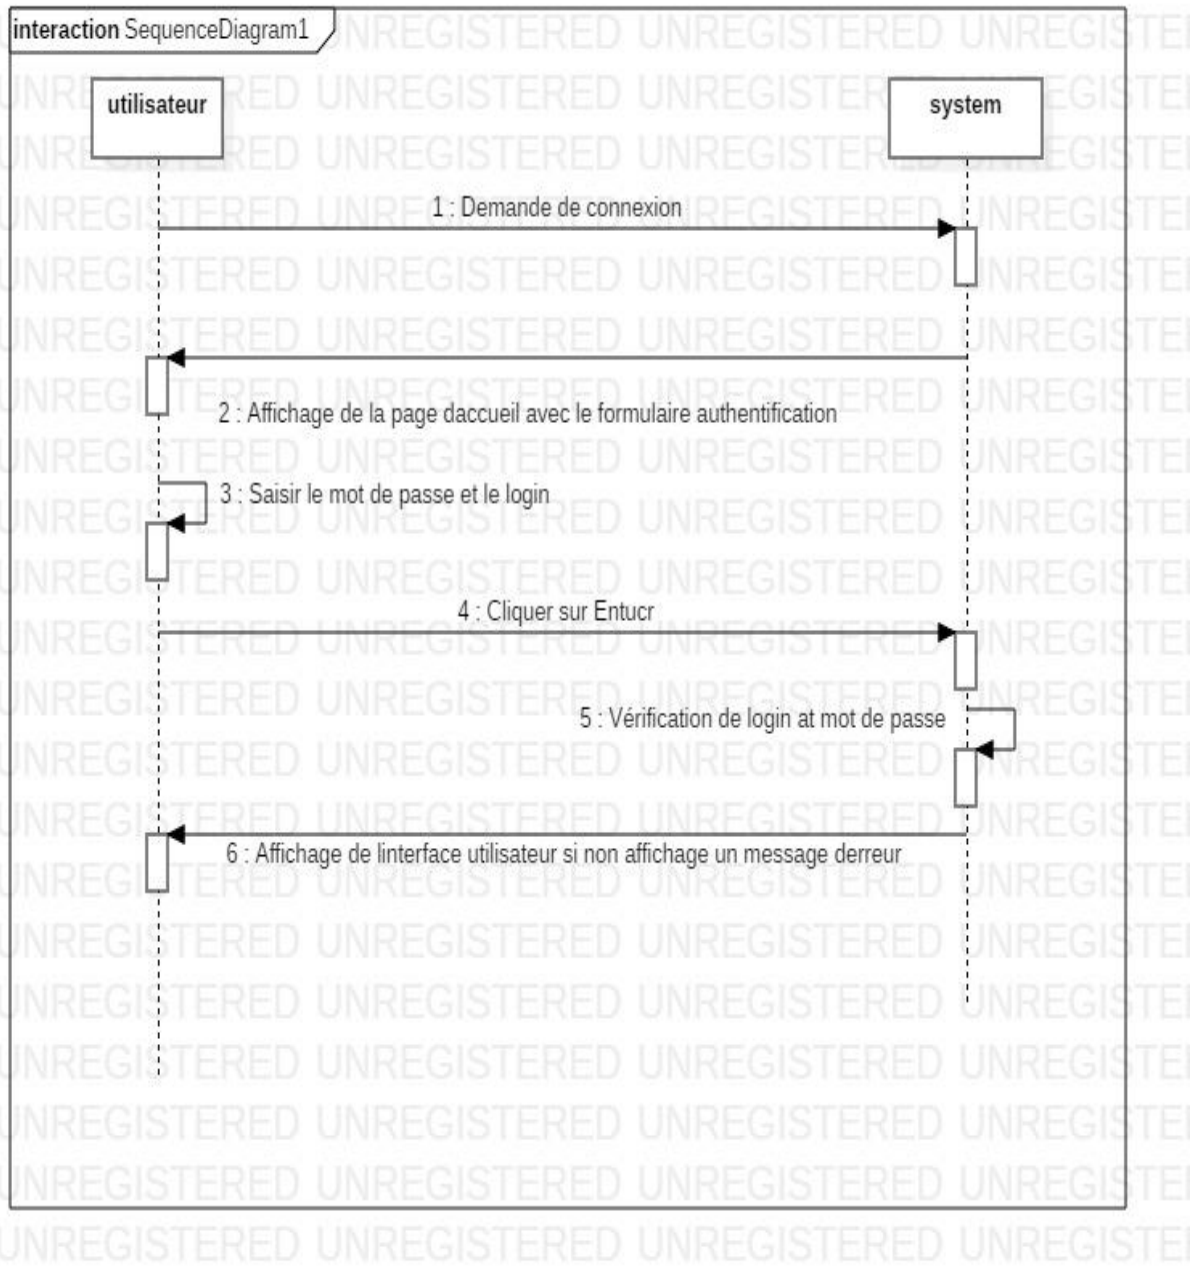 interaction SequenceDiagram1
utilisateur
system
1 : Demande de connexion
2 : Affichage de la page daccueil avec le formulaire authentification
3 : Saisir le mot de passe et le login
4 : Cliquer sur Entucr
5 : Vérification de login at mot de passe
6 : Affichage de linterface utilisateur si non affichage un message derreur
UNREGISTERED